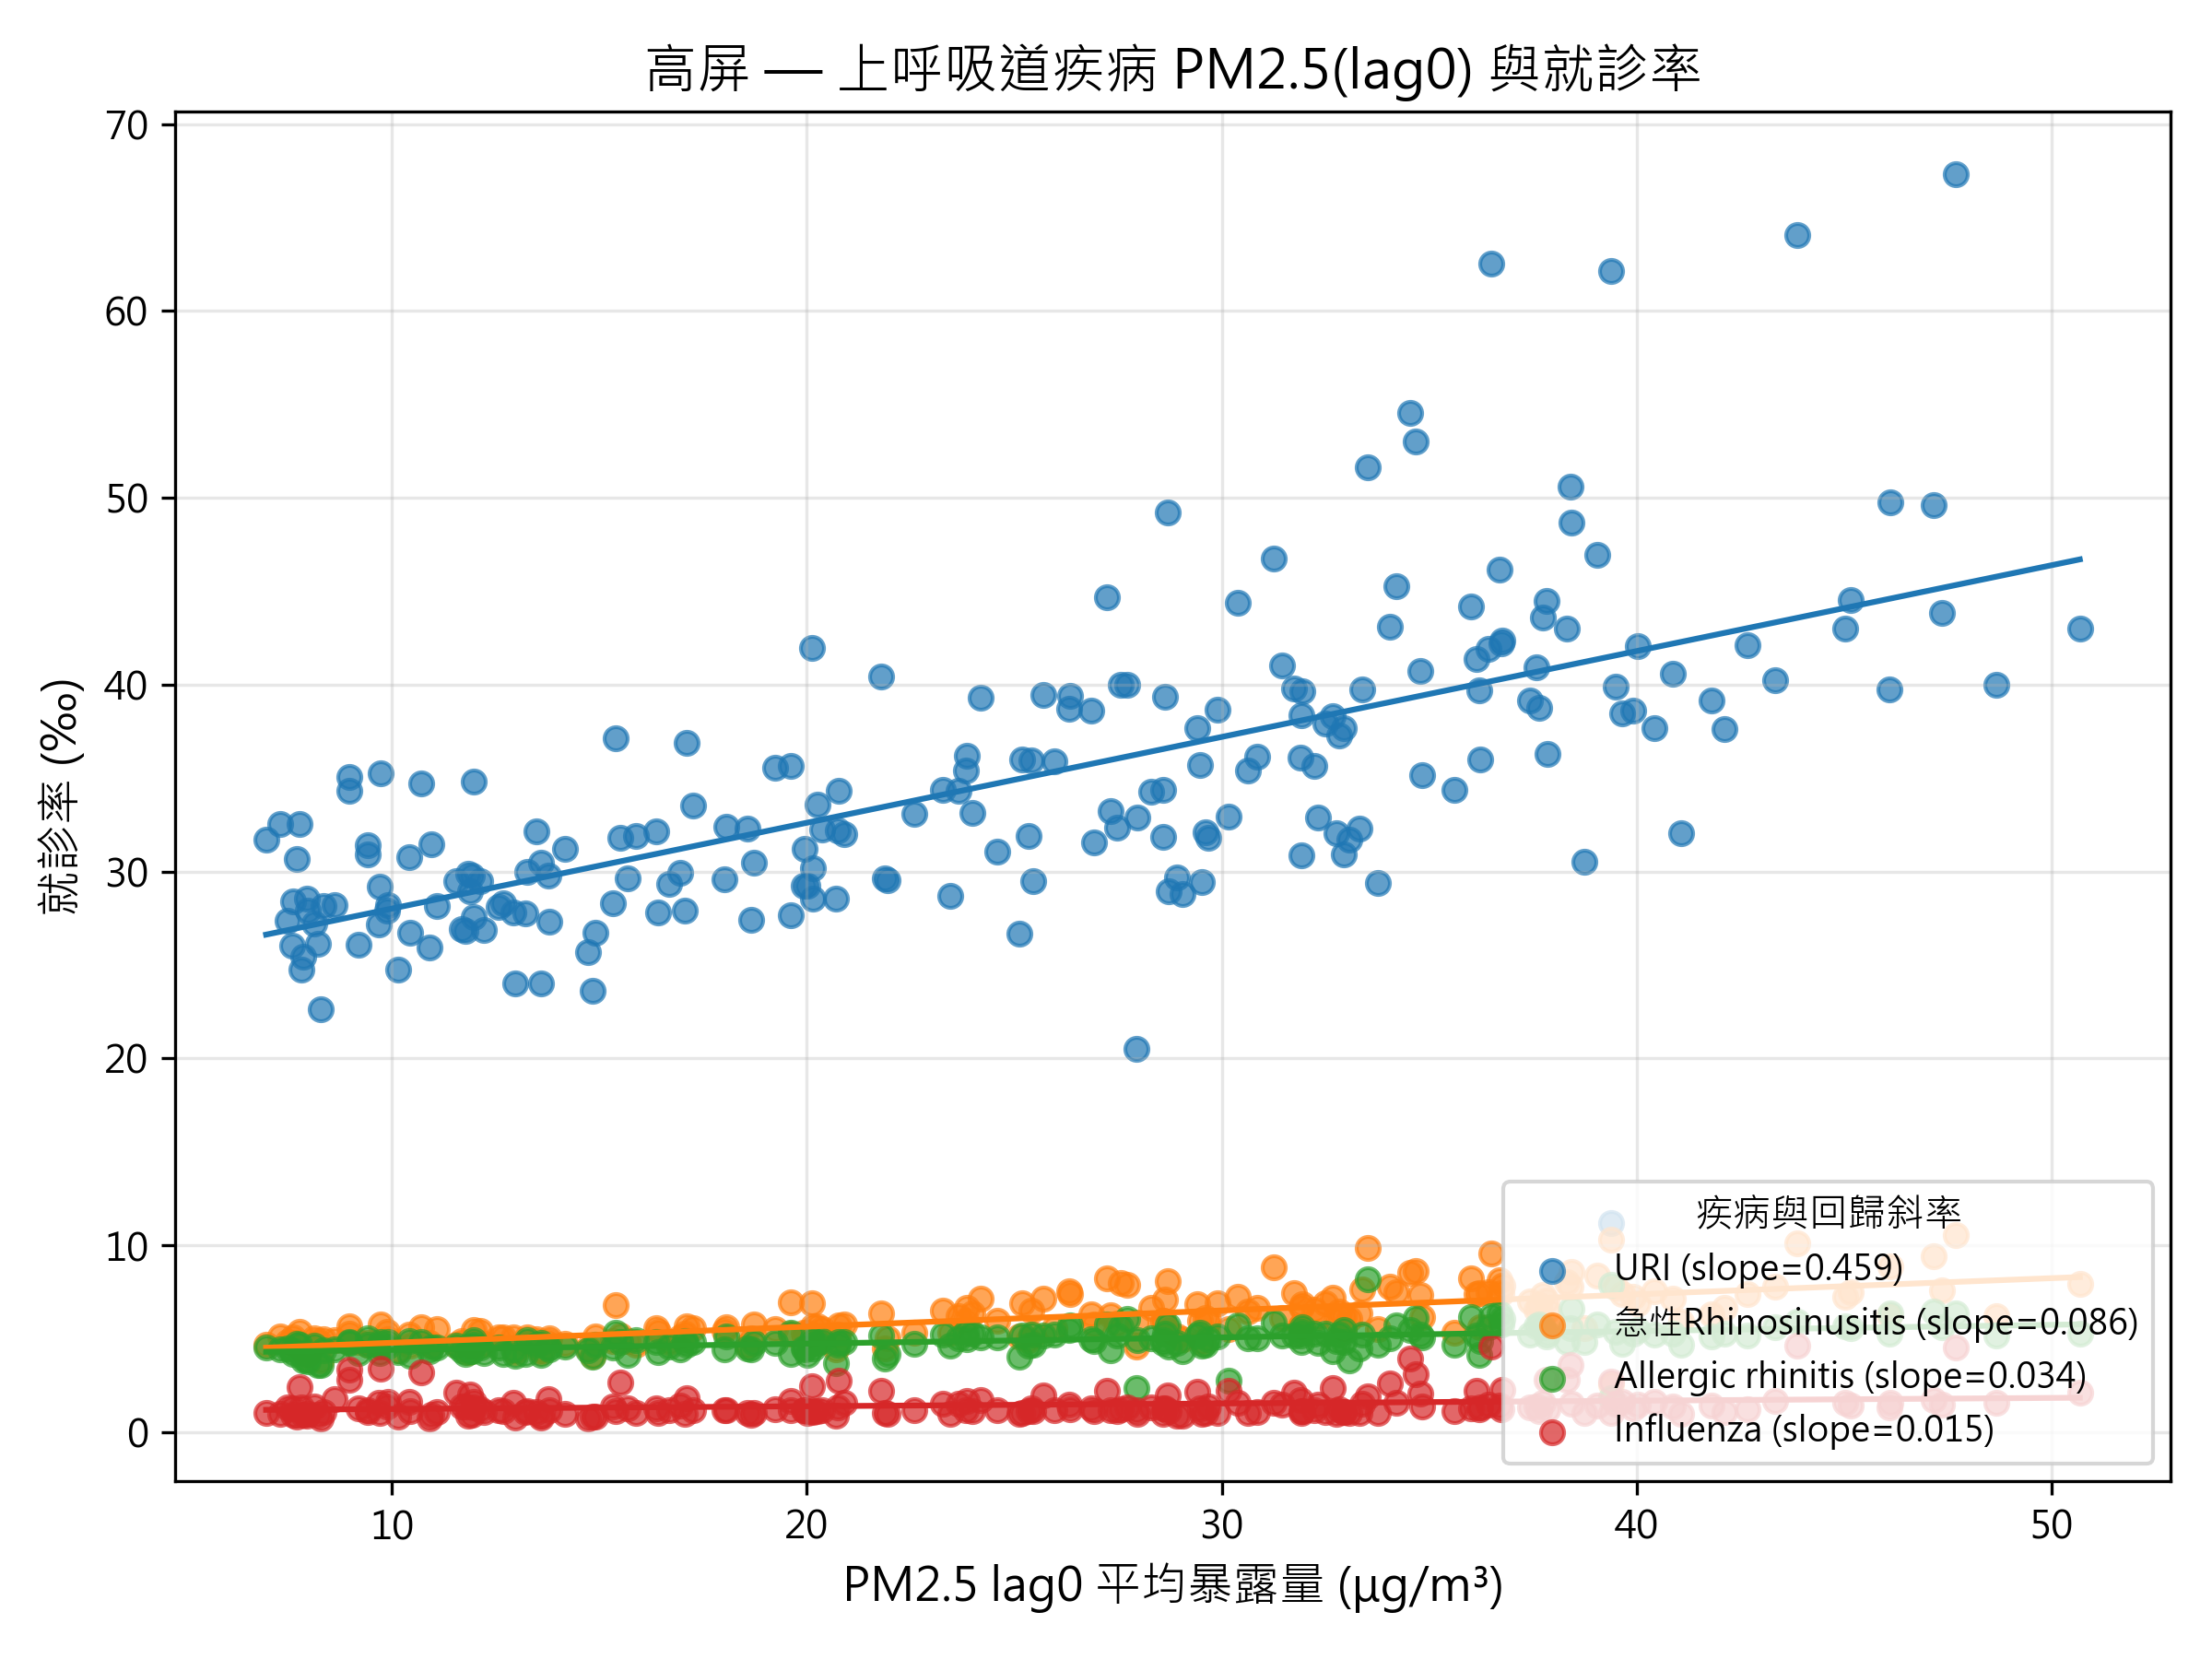 高屏 — 上呼吸道疾病 PM2.5(lag0) 與就診率
70
60
50
40
30
20
10
0
就診率 (‰)
疾病與回歸斜率
URI (slope=0.459)
急性Rhinosinusitis (slope=0.086)
Allergic rhinitis (slope=0.034)
Influenza (slope=0.015)
10 20 30 40 50
PM2.5 lag0 平均暴露量 (μg/m³)